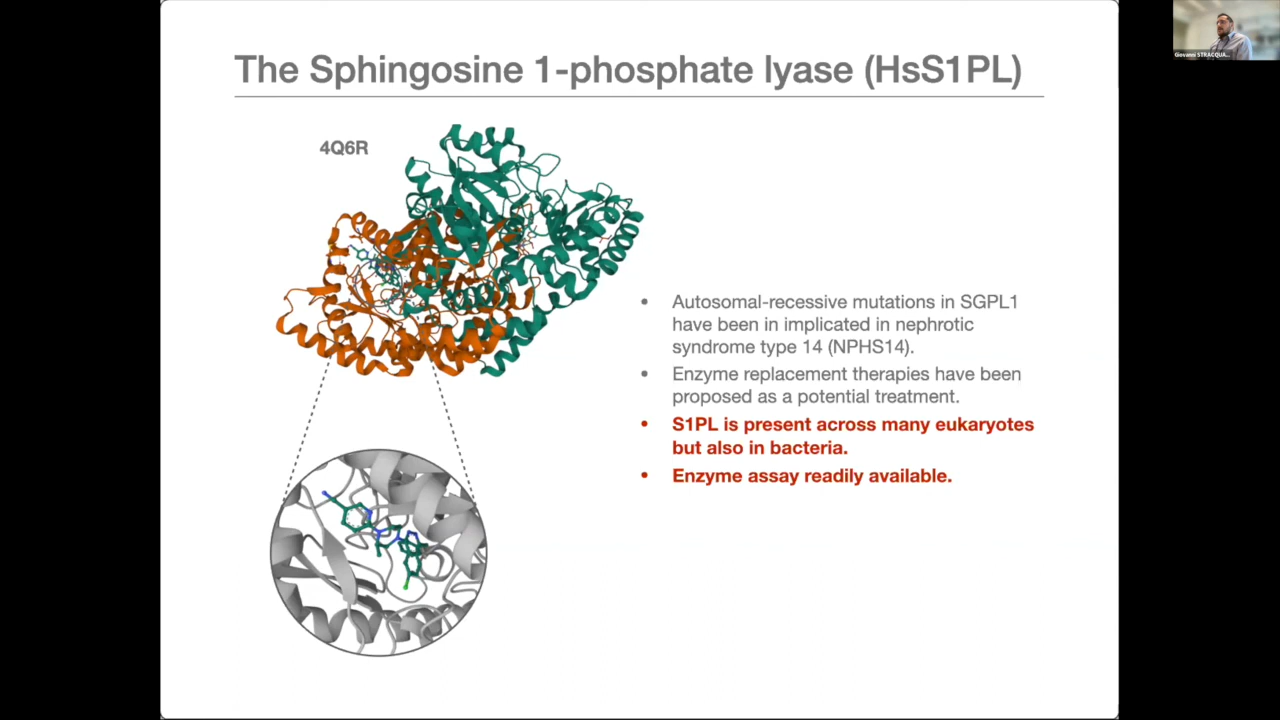 The Sphingosine 1-phosphate lyase (HsS1PL)
4Q6R
• Autosomal-recessive mutations in SGPL1
have been in implicated in nephrotic
syndrome type 14 (NPHS14).
• Enzyme replacement therapies have been
proposed as a potential treatment.
• S1PL is present across many eukaryotes
but also in bacteria.
• Enzyme assay readily available.
Giovanni STRACQUA...